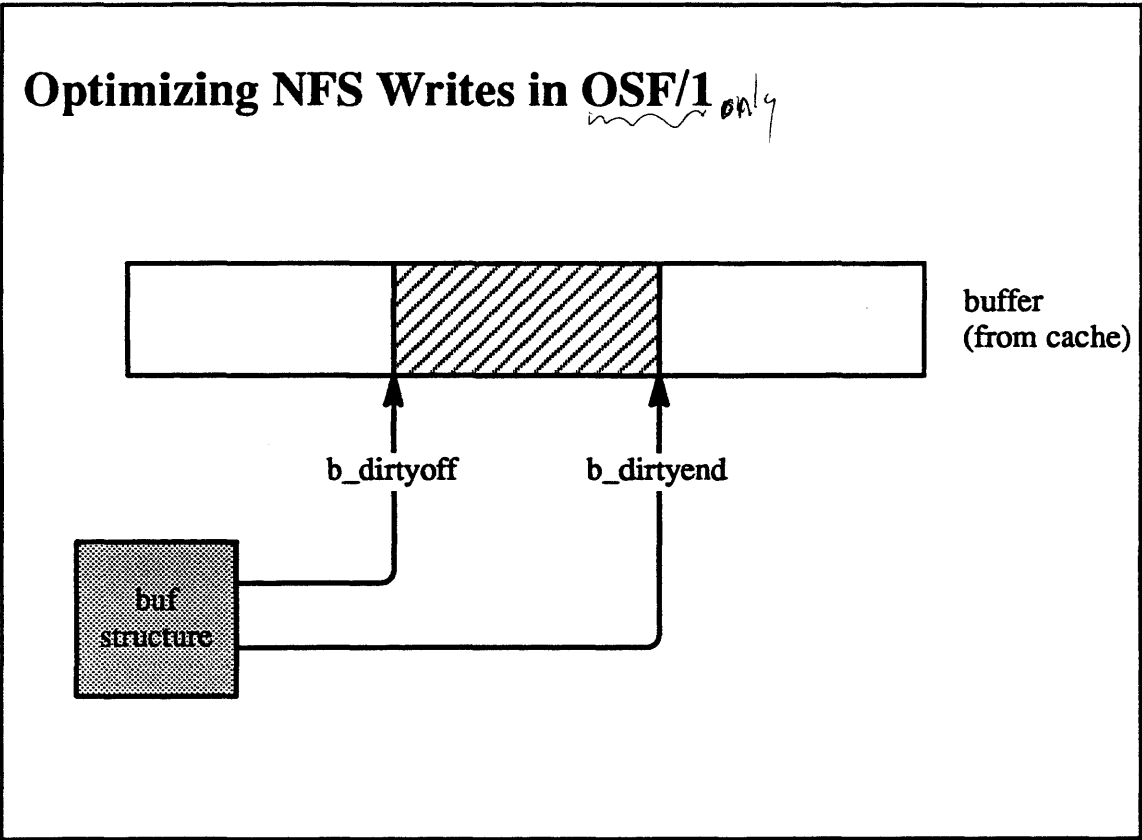 Optimizing NFS Writes in OSF/1 only
buffer
(from cache)
b_dirtyoff
b_dirtyend
buf
structure